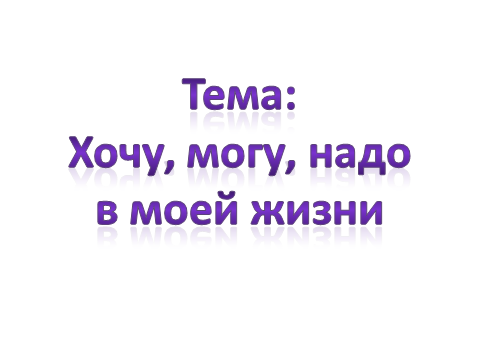 Тема:
Хочу, могу, надо
в моей жизни